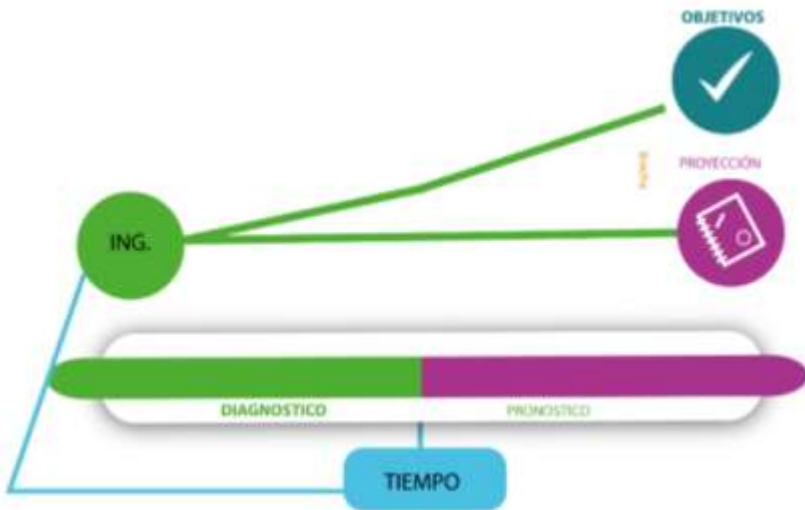 OBJETIVOS
PROYECCIÓN
ING.
DIAGNOSTICO
PRONOSTICO
TIEMPO